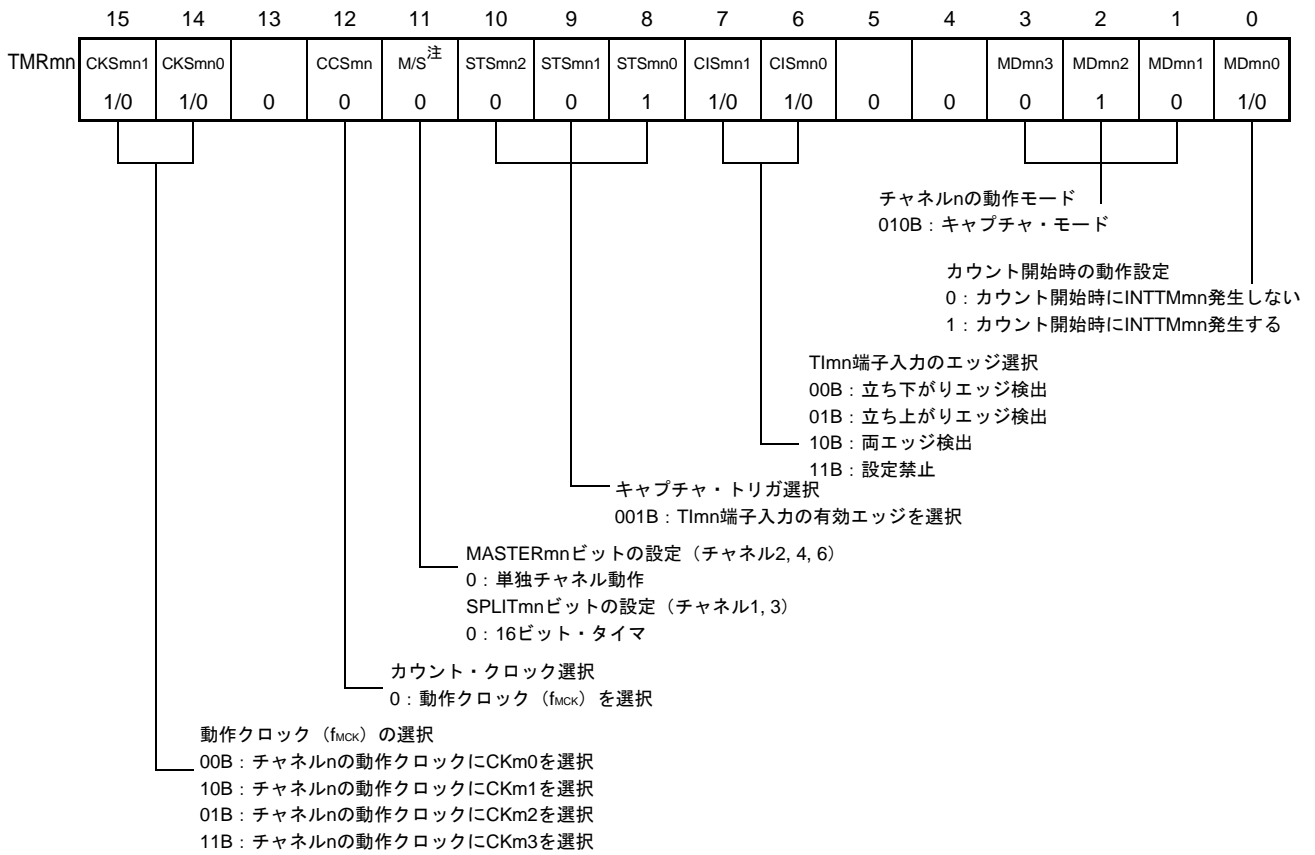 15 14 13 12 11 10 9 8 7 6 5 4 3 2 1 0
TMRmn CKSmn1 CKSmn0 CCSmn M/S注 STSmn2 STSmn1 STSmn0 CISmn1 CISmn0 MDmn3 MDmn2 MDmn1 MDmn0
1/0 1/0 0 0 0 0 0 1 1/0 1/0 0 0 0 1 0 1/0
チャネルnの動作モード
010B：キャプチャ・モード
カウント開始時の動作設定
0：カウント開始時にINTTMmn発生しない
1：カウント開始時にINTTMmn発生する
TImn端子入力のエッジ選択
00B：立ち下がりエッジ検出
01B：立ち上がりエッジ検出
10B：両エッジ検出
11B：設定禁止
キャプチャ・トリガ選択
001B：TImn端子入力の有効エッジを選択
MASTERmnビットの設定（チャネル2, 4, 6）
0：単独チャネル動作
SPLITmnビットの設定（チャネル1, 3）
0：16ビット・タイマ
カウント・クロック選択
0：動作クロック（fMCK）を選択
動作クロック（fMCK）の選択
00B：チャネルnの動作クロックにCKm0を選択
10B：チャネルnの動作クロックにCKm1を選択
01B：チャネルnの動作クロックにCKm2を選択
11B：チャネルnの動作クロックにCKm3を選択